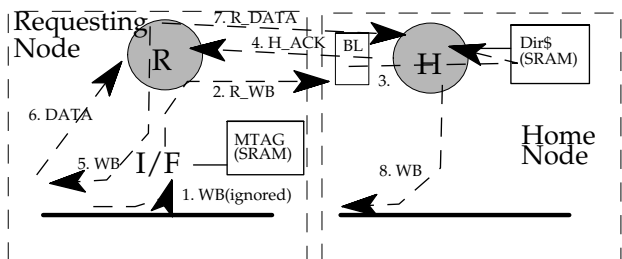 Requesting
Node
7. R_DATA
R
4. H_ACK
BL
H
Dir$
(SRAM)
2. R_WB
3.
6. DATA
MTAG
(SRAM)
5. WB
I/F
1. WB(ignored)
8. WB
Home
Node